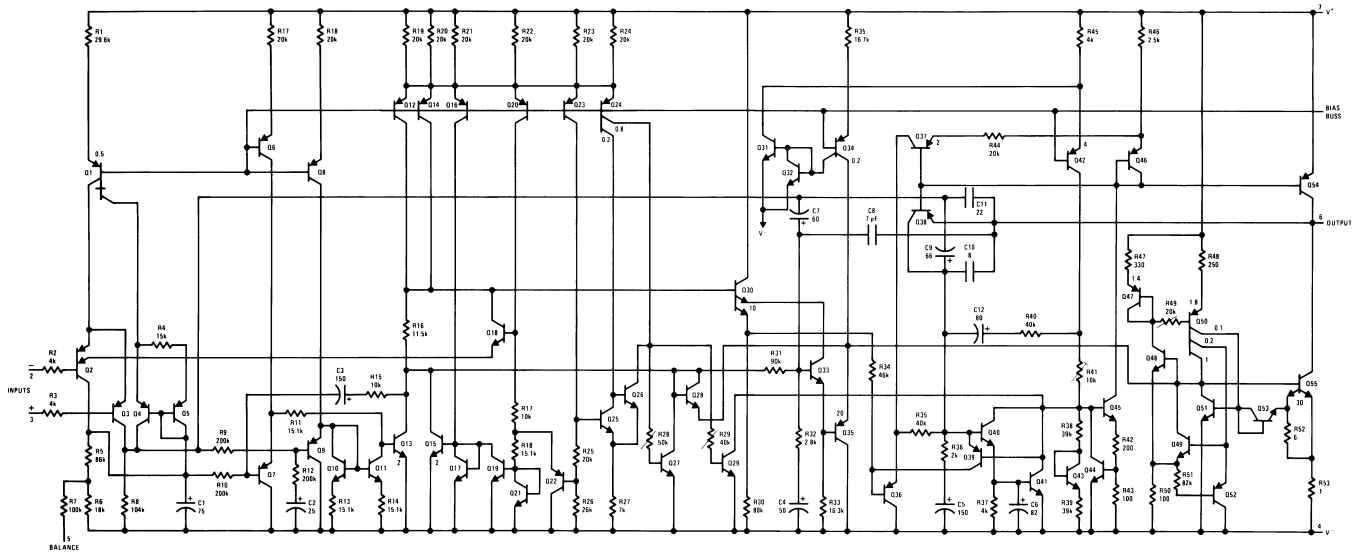 R1
29.6k
R17
20k
R18
20k
R19
20k
R20
20k
R21
20k
R22
20k
R23
20k
R24
20k
R35
16.7k
R45
4k
R46
2.5k
7
V+
Q12
Q14
Q16
Q20
Q23
Q24
0.8
0.2
BIAS
BUSS
0.5
Q1
Q6
Q8
Q31
Q32
Q34
0.2
Q37
2
R44
20k
4
Q42
Q46
Q54
C7
60
C8
7 pF
V-
Q38
C11
22
C9
66
C10
8
6
OUTPUT
R47
330
R48
250
1.4
Q47
R49
20k
1.8
Q50
0.1
0.2
1
Q30
10
R4
15k
R16
11.5k
Q18
C12
80
R40
40k
Q48
R2
4k
2
Q2
INPUTS
R3
4k
3
Q3
Q4
Q5
C3
150
R15
10k
R31
90k
Q33
R34
46k
R41
10k
Q55
30
Q26
Q28
R17
10k
R11
15.1k
Q13
2
Q15
2
R9
200k
R18
15.1k
Q25
R28
50k
R29
40k
R32
2.8k
20
Q35
R35
40k
Q40
R38
39k
Q45
Q51
Q53
R52
6
R5
86k
R10
200k
R12
200k
Q9
Q10
Q11
Q17
Q19
R25
20k
Q27
Q29
R36
2k
Q39
R42
200
Q49
Q7
Q21
Q22
Q36
Q41
Q43
Q44
R51
82k
Q52
R7
100k
R6
18k
R8
104k
C1
75
C2
25
R13
15.1k
R14
15.1k
R26
26k
R27
7k
R30
80k
C4
50
R33
16.3k
C5
150
R37
4k
C6
82
R39
39k
R43
100
R50
100
R53
1
5
BALANCE
4
V-